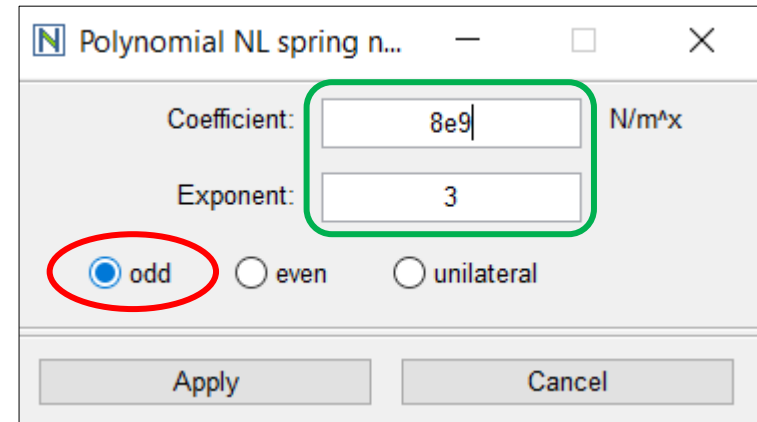 Polynomial NL spring n...
Coefficient: 8e9 N/m^x
Exponent: 3
odd even unilateral
Apply Cancel